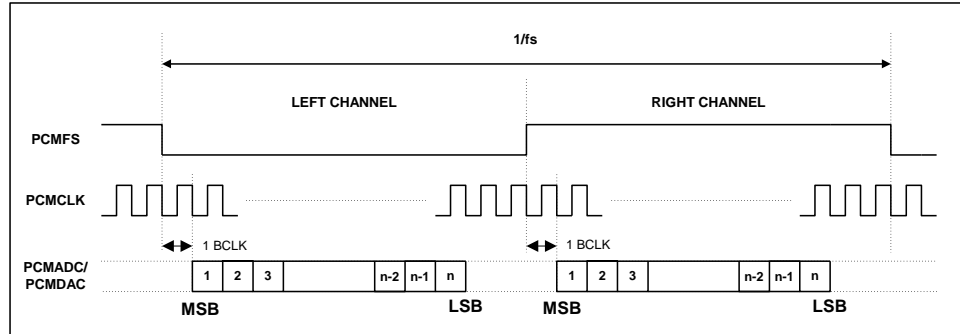 1/fs
LEFT CHANNEL RIGHT CHANNEL
PCMFS
PCMCLK
1 BCLK 1 BCLK
PCMADC/
PCMDAC
1 2 3 n-2 n-1 n 1 2 3 n-2 n-1 n
MSB LSB MSB LSB